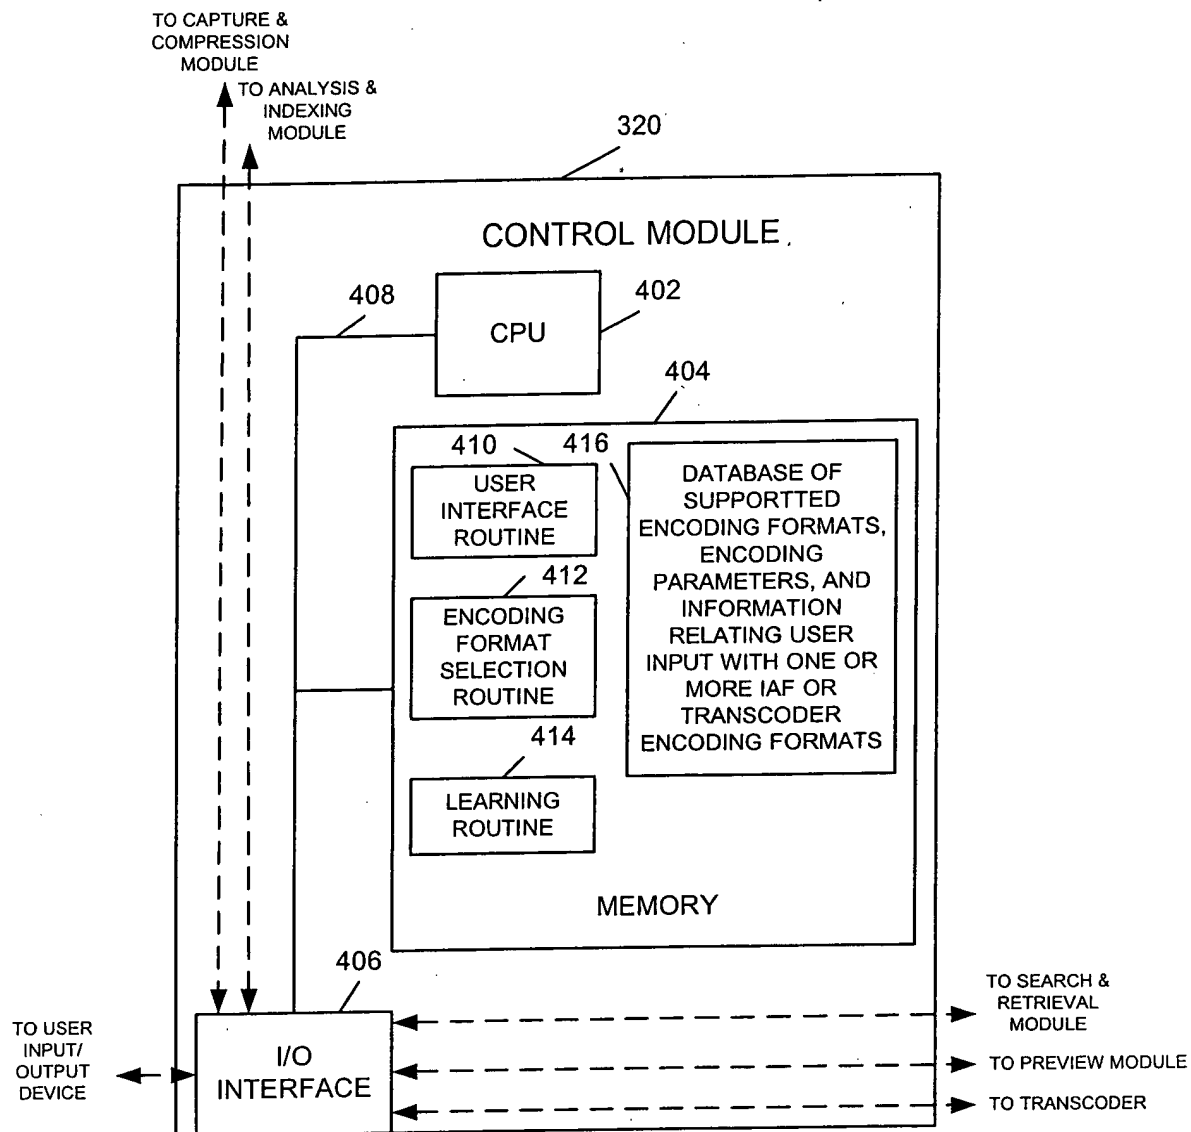 TO CAPTURE &
COMPRESSION
MODULE
TO ANALYSIS &
INDEXING
MODULE
320
CONTROL MODULE
408
CPU
402
404
410
USER
INTERFACE
ROUTINE
416
DATABASE OF
SUPPORTTED
ENCODING FORMATS,
ENCODING
PARAMETERS, AND
INFORMATION
RELATING USER
INPUT WITH ONE OR
MORE IAF OR
TRANSCODER
ENCODING FORMATS
412
ENCODING
FORMAT
SELECTION
ROUTINE
414
LEARNING
ROUTINE
MEMORY
406
I/O
INTERFACE
TO USER
INPUT/
OUTPUT
DEVICE
TO SEARCH &
RETRIEVAL
MODULE
TO PREVIEW MODULE
TO TRANSCODER